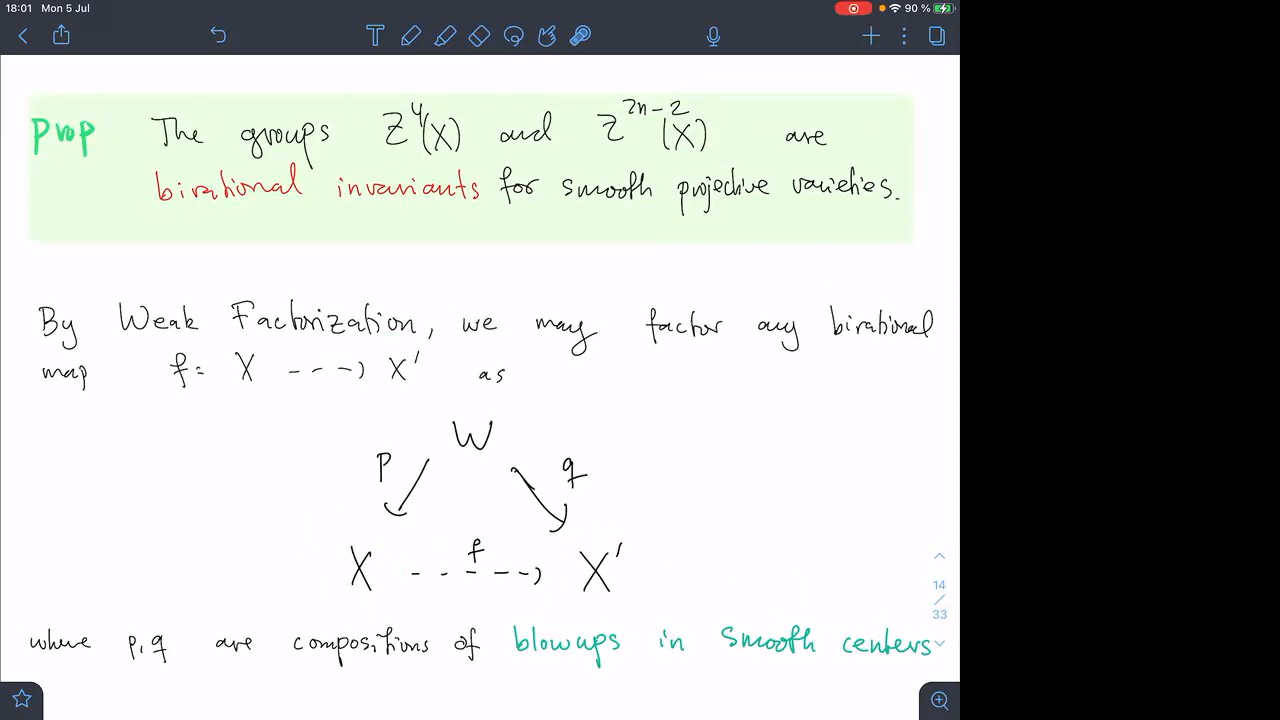 18:01 Mon 5 Jul
90 %
Prop The groups Z⁴(X) and Z²ⁿ⁻²(X) are
birational invariants for smooth projective varieties.
By Weak Factorization, we may factor any birational
map f: X ---> X' as
W
p q
f
X ---> X'
14
/
33
where p, q are compositions of blowups in smooth centers